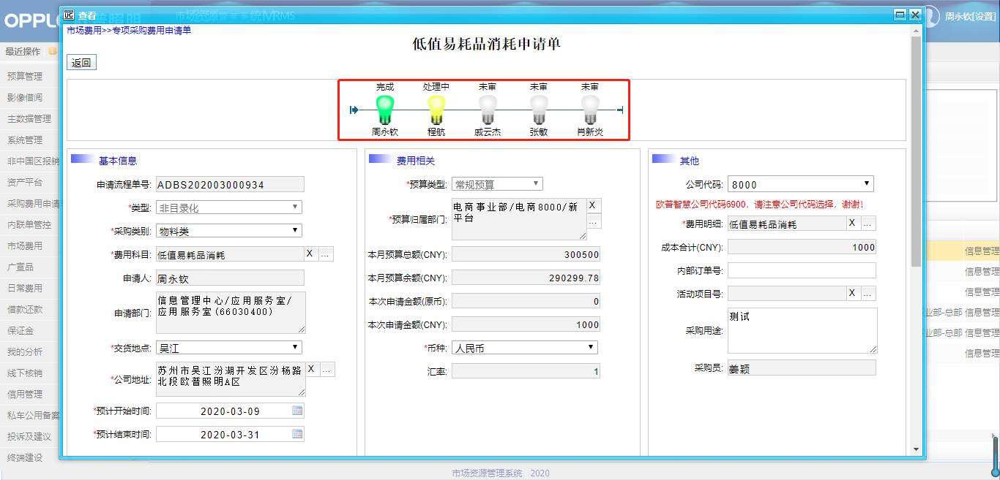 OPPLE
市场资源管理系统MRMS
查看
周永钦[设置]
市场费用>>专项采购费用申请单
低值易耗品消耗申请单
返回
最近操作
预算管理
影像借阅
主数据管理
系统管理
非中国区报销
资产平台
采购费用申请
内联单管控
市场费用
广宣品
日常费用
借款还款
保证金
我的分析
线下核销
信用管理
私车公用备案
投诉及建议
终端建设
完成 处理中 未审 未审 未审
周永钦 程航 戚云杰 张敏 肖新炎
基本信息
申请流程单号: ADBS202003000934
*类型: 非目录化
*采购类别: 物料类
*费用科目: 低值易耗品消耗 X ...
申请人: 周永钦
申请部门: 信息管理中心/应用服务室/
应用服务室(66030400)
*交货地点: 吴江
*公司地址: 苏州市吴江汾湖开发区汾杨路
北段欧普照明A区
X ...
*预计开始时间: 2020-03-09
*预计结束时间: 2020-03-31
费用相关
*预算类型: 常规预算
*预算归属部门: 电商事业部/电商8000/新
平台
X
...
本月预算总额(CNY): 300500
本月预算余额(CNY): 290299.78
本次申请金额(原币): 0
本次申请金额(CNY): 1000
*币种: 人民币
汇率: 1
其他
公司代码: 8000
欧普智慧公司代码6900，请注意公司代码选择，谢谢！
*费用明细: 低值易耗品消耗 X ...
成本合计(CNY): 1000
内部订单号:
活动项目号: X ...
采购用途: 测试
采购员: 姜颖
信息管理
信息管理
信息管理
业部-总部 信息管理
业部-总部 信息管理
信息管理
市场资源管理系统 2020